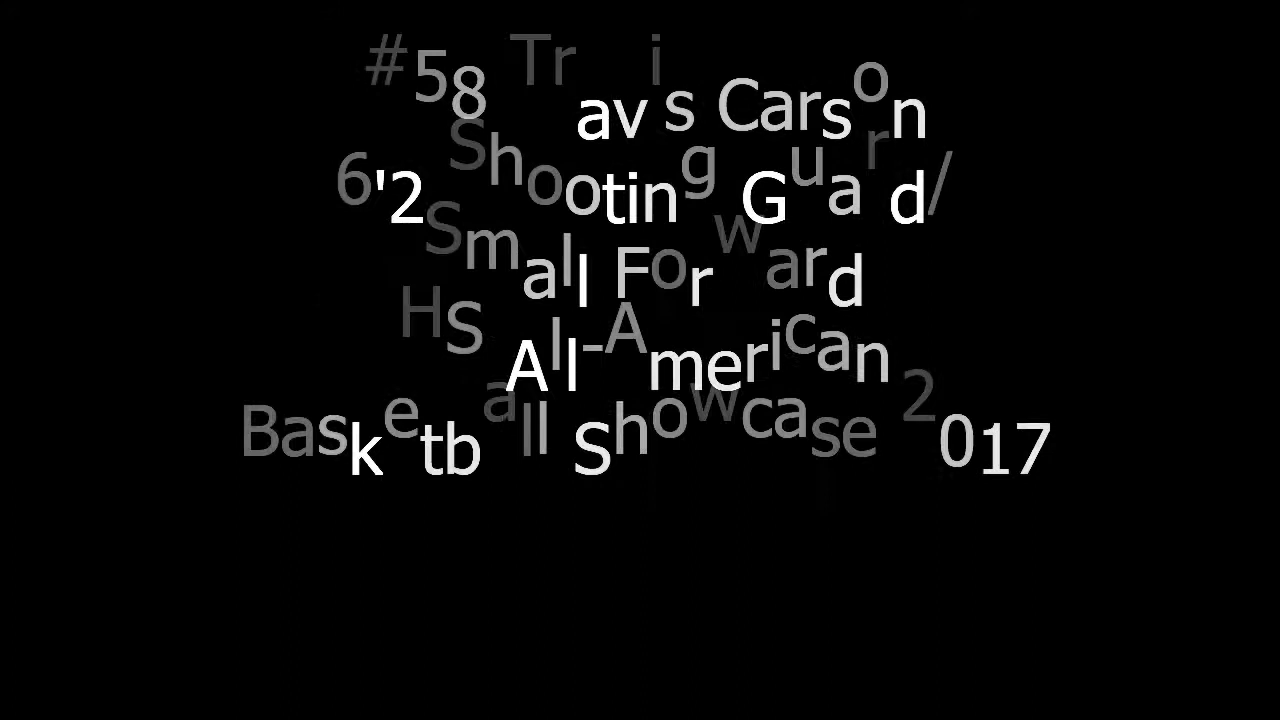 #58 Travis Carson
6'2 Shooting Guard/
Small Forward
HS All-American
Basketball Showcase 2017